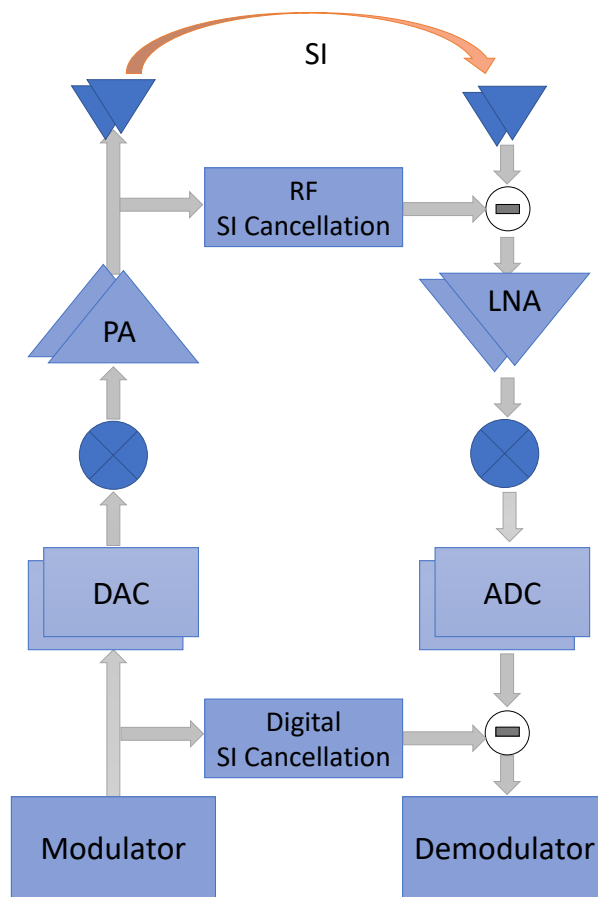 SI
RF
SI Cancellation
PA
LNA
DAC
ADC
Digital
SI Cancellation
Modulator
Demodulator